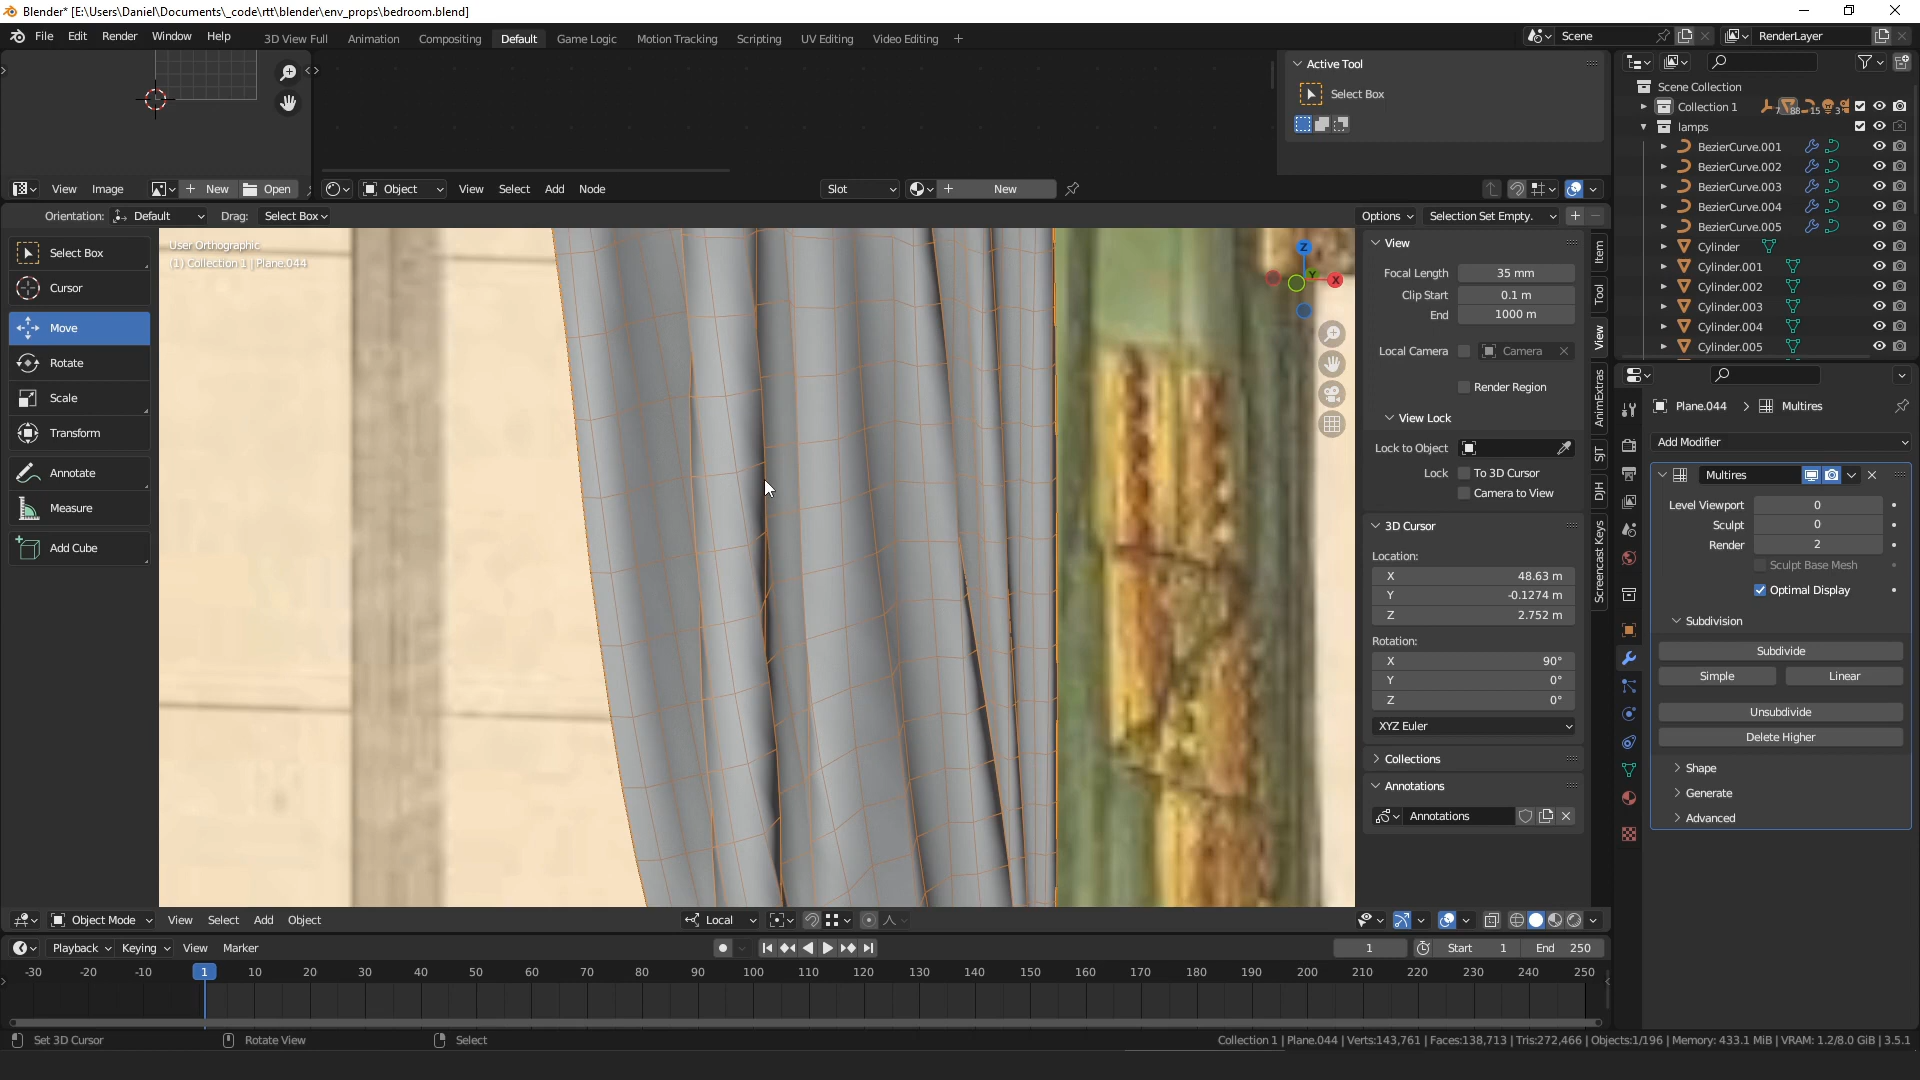 Blender* [E:\Users\Daniel\Documents\_code\rtt\blender\env_props\bedroom.blend]
File Edit Render Window Help 3D View Full Animation Compositing Default Game Logic Motion Tracking Scripting UV Editing Video Editing + Scene RenderLayer
Active Tool
Select Box
Scene Collection
Collection 1
lamps
BezierCurve.001
BezierCurve.002
BezierCurve.003
BezierCurve.004
BezierCurve.005
Cylinder
Cylinder.001
Cylinder.002
Cylinder.003
Cylinder.004
Cylinder.005
View Image New Open Object View Select Add Node Slot New
Orientation: Default Drag: Select Box Options Selection Set Empty.
Select Box
Cursor
Move
Rotate
Scale
Transform
Annotate
Measure
Add Cube
User Orthographic
(1) Collection 1 | Plane.044
Z
Y
X
View
Focal Length 35 mm
Clip Start 0.1 m
End 1000 m
Local Camera Camera
Render Region
View Lock
Lock to Object
Lock To 3D Cursor
Camera to View
3D Cursor
Location:
X 48.63 m
Y -0.1274 m
Z 2.752 m
Rotation:
X 90°
Y 0°
Z 0°
XYZ Euler
Collections
Annotations
Annotations
Item
Tool
View
AnimExtras
SJT
DJH
Screencast Keys
Plane.044 Multires
Add Modifier
Multires
Level Viewport 0
Sculpt 0
Render 2
Sculpt Base Mesh
Optimal Display
Subdivision
Subdivide
Simple Linear
Unsubdivide
Delete Higher
Shape
Generate
Advanced
Object Mode View Select Add Object Local
Playback Keying View Marker 1 Start 1 End 250
-30 -20 -10 1 10 20 30 40 50 60 70 80 90 100 110 120 130 140 150 160 170 180 190 200 210 220 230 240 250
Set 3D Cursor Rotate View Select Collection 1 | Plane.044 | Verts:143,761 | Faces:138,713 | Tris:272,466 | Objects:1/196 | Memory: 433.1 MiB | VRAM: 1.2/8.0 GiB | 3.5.1